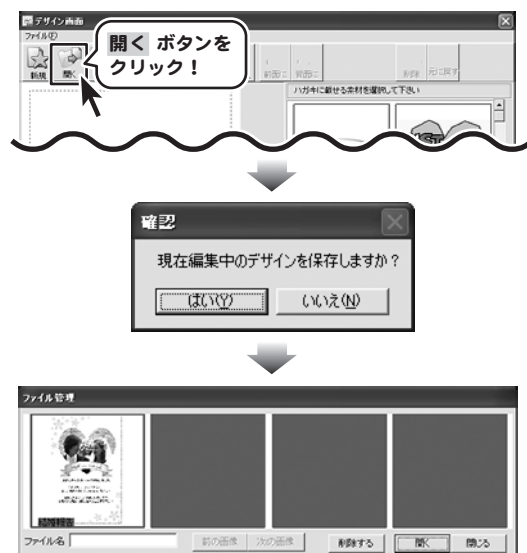 デザイン画面
ファイル(F)
新規
開く
開く ボタンを
クリック！
前面に
背面に
削除
元に戻す
ハガキに載せる素材を選択して下さい
確認
現在編集中のデザインを保存しますか？
はい(Y)
いいえ(N)
ファイル管理
結婚報告
ファイル名
前の画像
次の画像
削除する
開く
閉じる